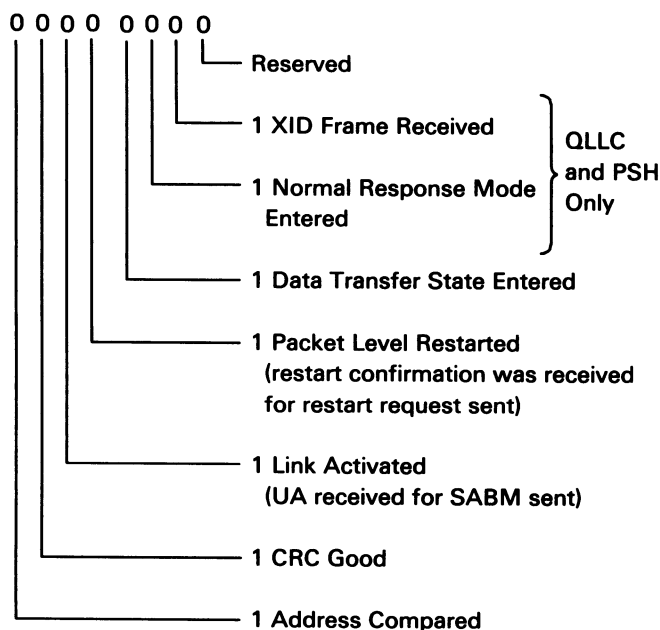 0 0 0 0 0 0 0 0
Reserved
1 XID Frame Received
1 Normal Response Mode
Entered
QLLC
and PSH
Only
1 Data Transfer State Entered
1 Packet Level Restarted
(restart confirmation was received
for restart request sent)
1 Link Activated
(UA received for SABM sent)
1 CRC Good
1 Address Compared